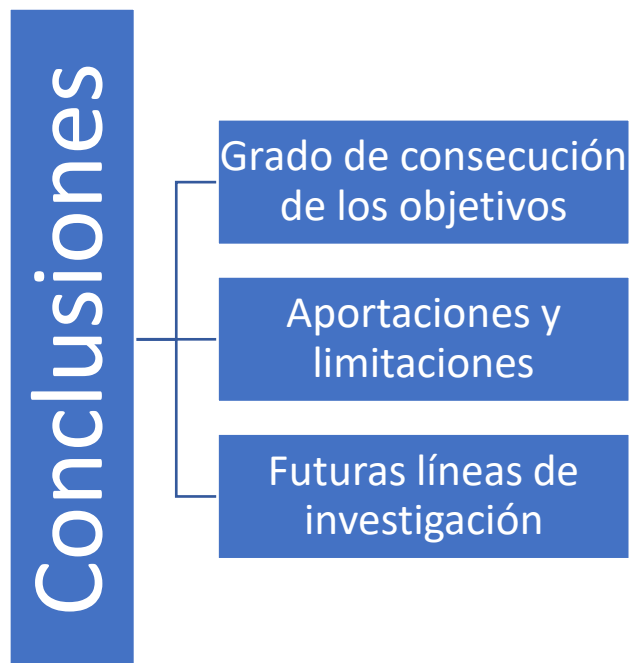 Conclusiones
Grado de consecución
de los objetivos
Aportaciones y
limitaciones
Futuras líneas de
investigación